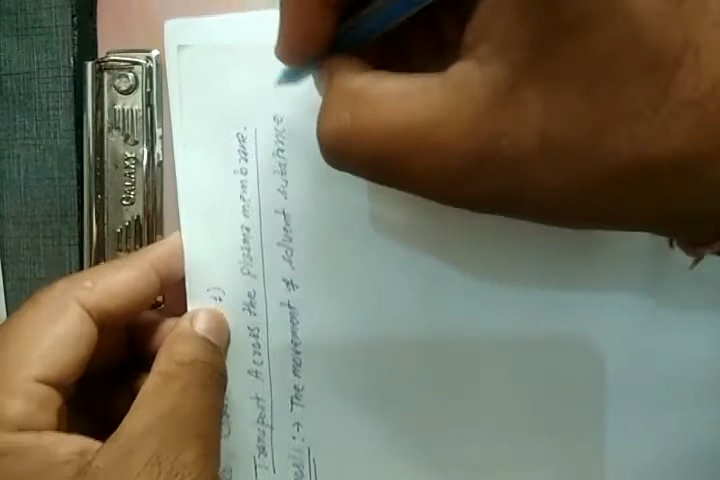 Transport Across the Plasma membrane.
:→ The movement of solvent substance
GALAXY